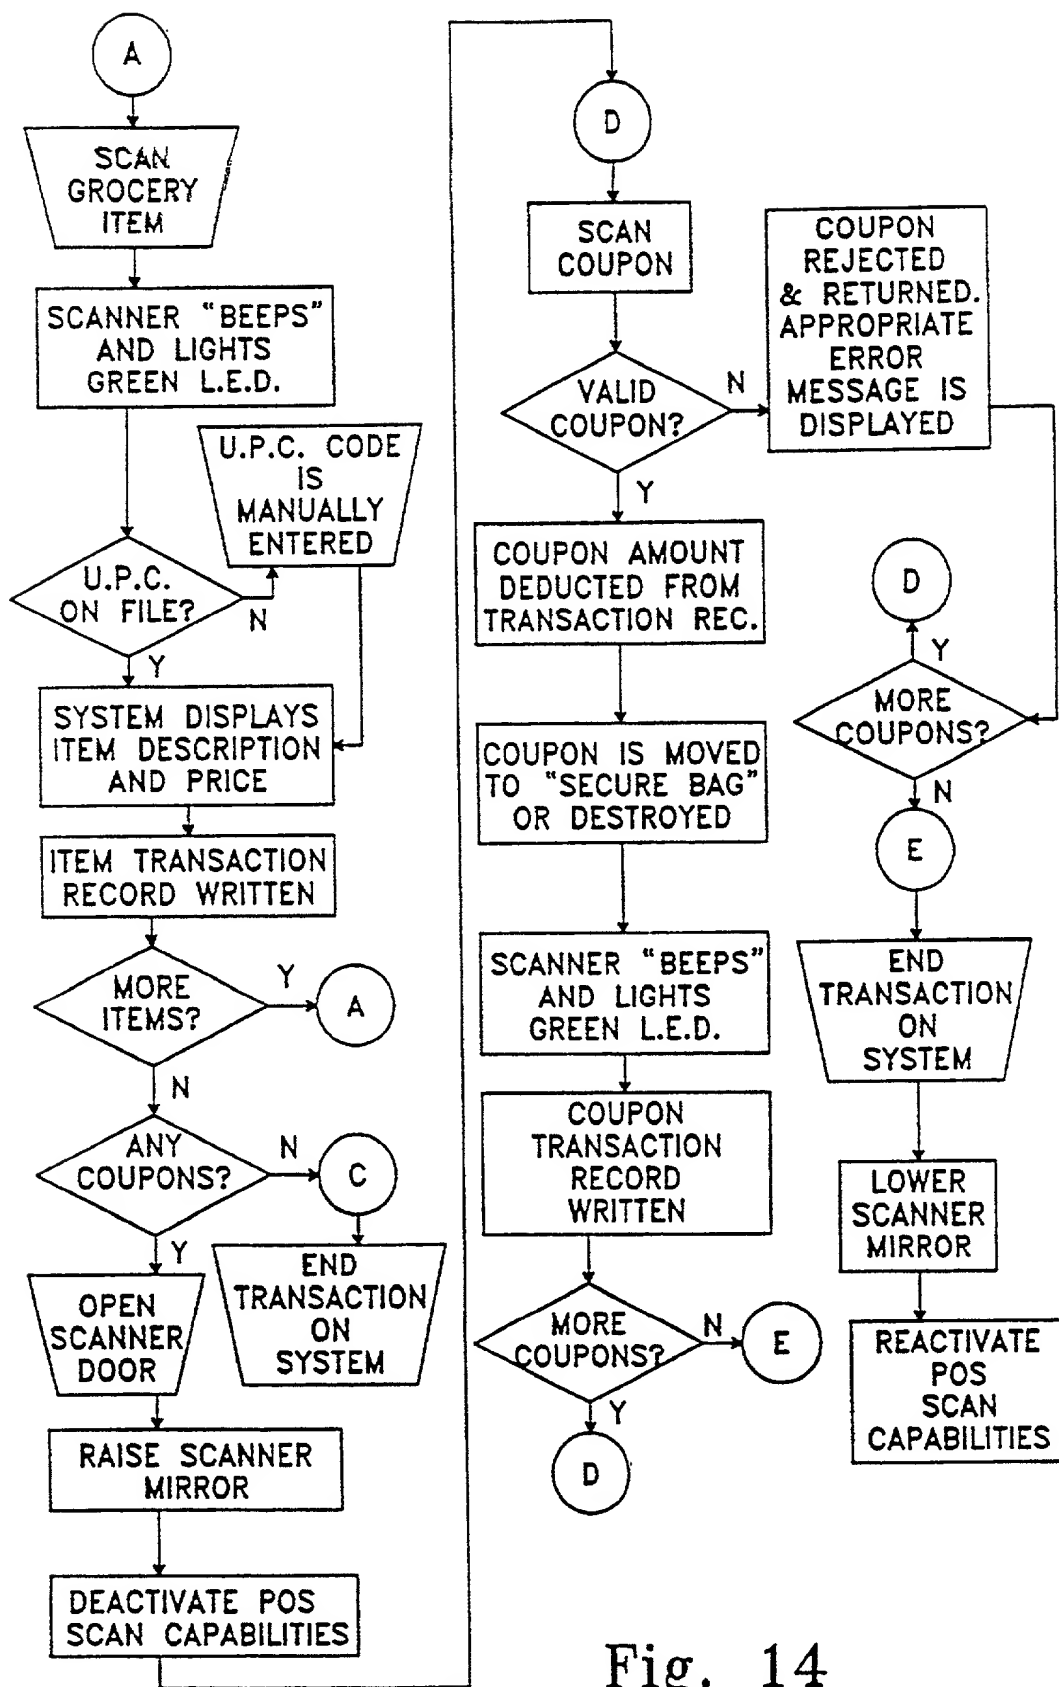 A
SCAN
GROCERY
ITEM
SCANNER "BEEPS"
AND LIGHTS
GREEN L.E.D.
U.P.C. CODE
IS
MANUALLY
ENTERED
U.P.C.
ON FILE?
N
Y
SYSTEM DISPLAYS
ITEM DESCRIPTION
AND PRICE
ITEM TRANSACTION
RECORD WRITTEN
MORE
ITEMS?
Y
A
N
ANY
COUPONS?
N
C
Y
END
TRANSACTION
ON
SYSTEM
OPEN
SCANNER
DOOR
RAISE SCANNER
MIRROR
DEACTIVATE POS
SCAN CAPABILITIES
D
SCAN
COUPON
VALID
COUPON?
N
COUPON
REJECTED
& RETURNED.
APPROPRIATE
ERROR
MESSAGE IS
DISPLAYED
Y
COUPON AMOUNT
DEDUCTED FROM
TRANSACTION REC.
COUPON IS MOVED
TO "SECURE BAG"
OR DESTROYED
SCANNER "BEEPS"
AND LIGHTS
GREEN L.E.D.
COUPON
TRANSACTION
RECORD
WRITTEN
MORE
COUPONS?
N
E
Y
D
D
Y
MORE
COUPONS?
N
E
END
TRANSACTION
ON
SYSTEM
LOWER
SCANNER
MIRROR
REACTIVATE
POS
SCAN
CAPABILITIES
Fig. 14